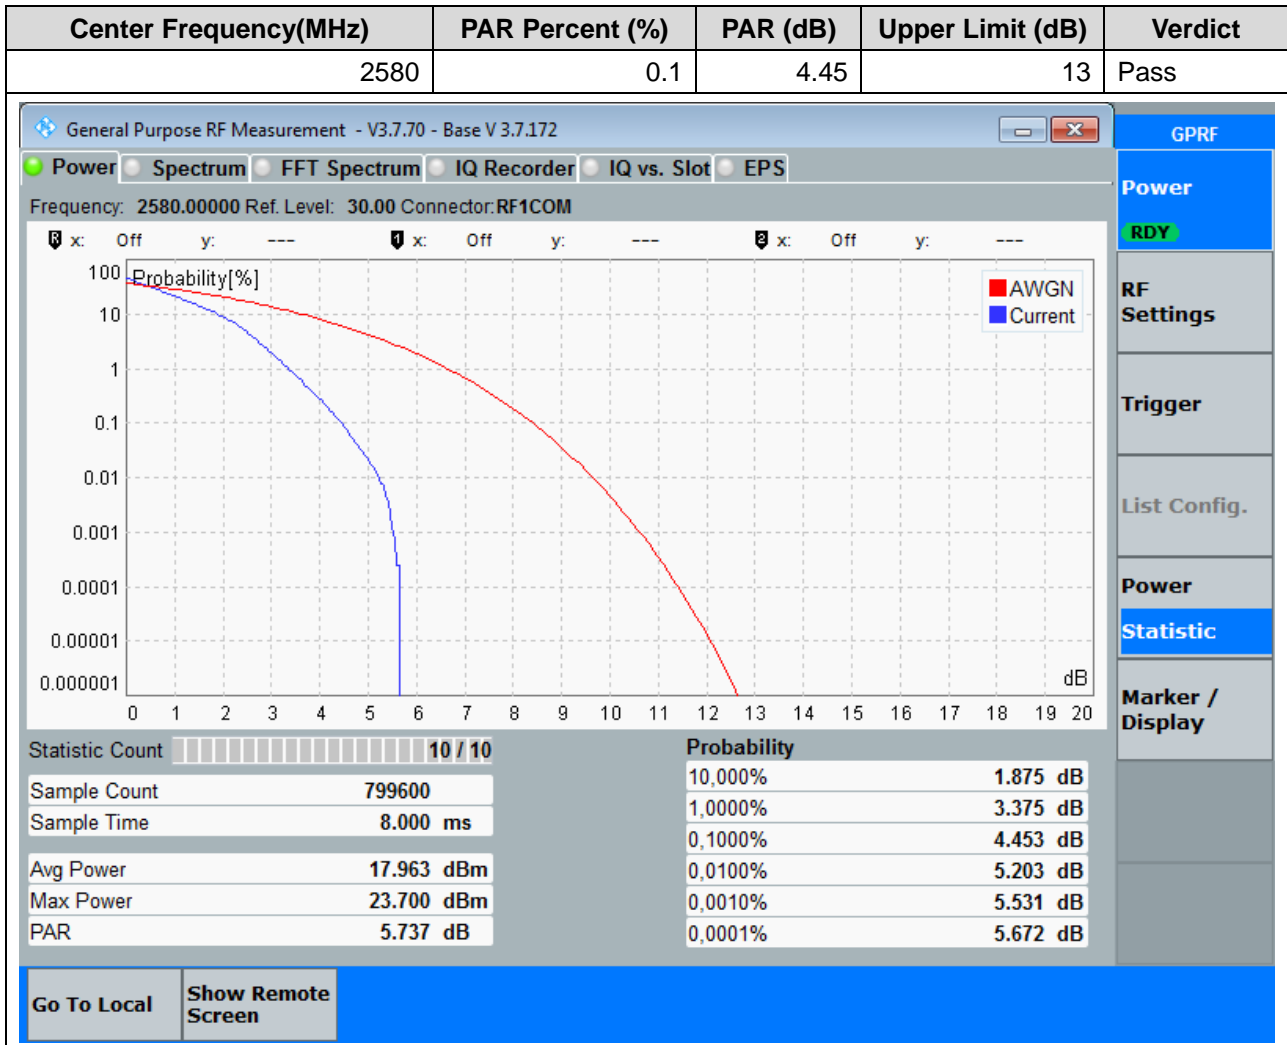 Center Frequency(MHz) PAR Percent (%) PAR (dB) Upper Limit (dB) Verdict
2580 0.1 4.45 13 Pass
General Purpose RF Measurement - V3.7.70 - Base V 3.7.172
GPRF
Power Spectrum FFT Spectrum IQ Recorder IQ vs. Slot EPS
Frequency: 2580.00000 Ref. Level: 30.00 Connector:RF1COM
R x: Off y: --- 1 x: Off y: --- 2 x: Off y: ---
Probability[%]
AWGN
Current
100
10
1
0.1
0.01
0.001
0.0001
0.00001
0.000001
dB
0 1 2 3 4 5 6 7 8 9 10 11 12 13 14 15 16 17 18 19 20
Statistic Count 10 / 10
Sample Count 799600
Sample Time 8.000 ms
Avg Power 17.963 dBm
Max Power 23.700 dBm
PAR 5.737 dB
Probability
10,000% 1.875 dB
1,0000% 3.375 dB
0,1000% 4.453 dB
0,0100% 5.203 dB
0,0010% 5.531 dB
0,0001% 5.672 dB
Power
RDY
RF
Settings
Trigger
List Config.
Power
Statistic
Marker /
Display
Go To Local
Show Remote
Screen